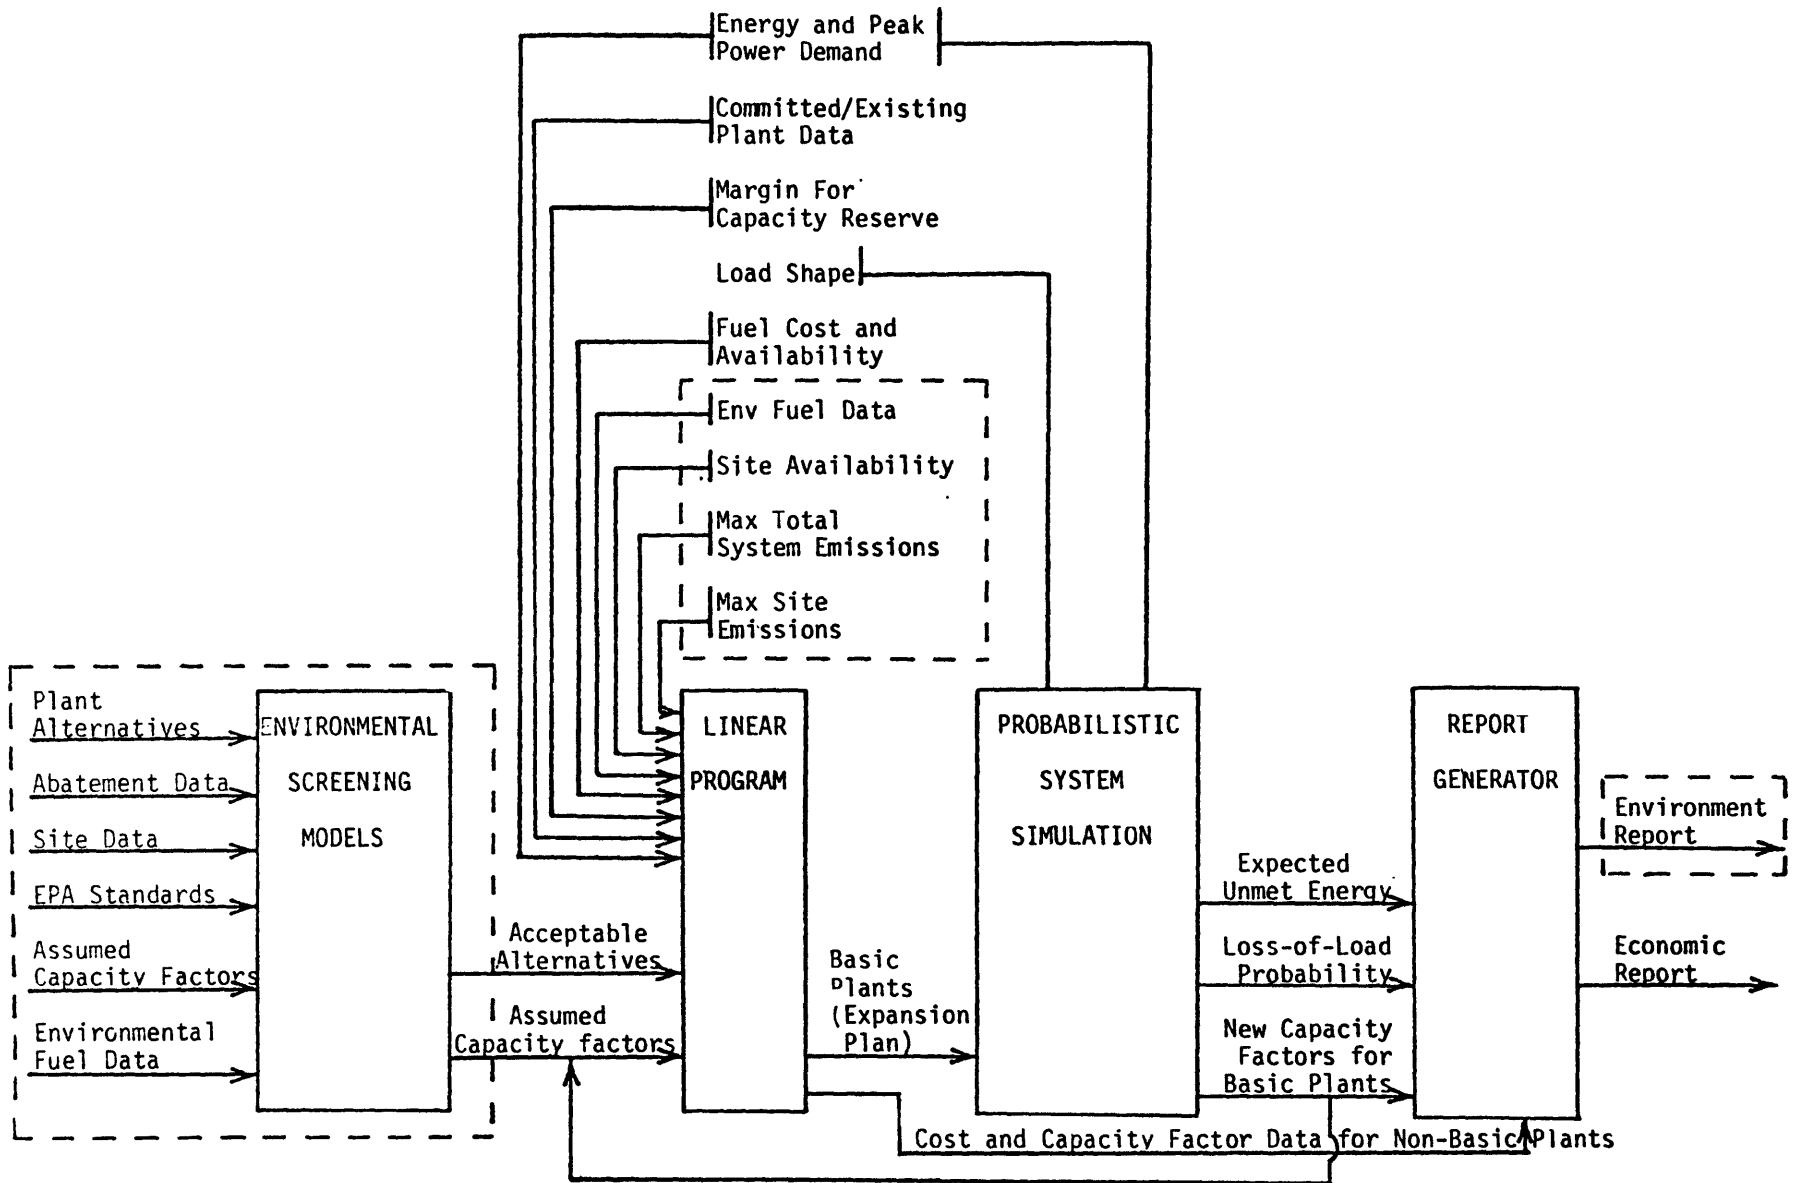 Energy and Peak
Power Demand
Committed/Existing
Plant Data
Margin For
Capacity Reserve
Load Shape
Fuel Cost and
Availability
Env Fuel Data
Site Availability
Max Total
System Emissions
Max Site
Emissions
Plant
Alternatives
Abatement Data
Site Data
EPA Standards
Assumed
Capacity Factors
Environmental
Fuel Data
ENVIRONMENTAL
SCREENING
MODELS
Acceptable
Alternatives
Assumed
Capacity factors
LINEAR
PROGRAM
Basic
Plants
(Expansion
Plan)
PROBABILISTIC
SYSTEM
SIMULATION
Expected
Unmet Energy
Loss-of-Load
Probability
New Capacity
Factors for
Basic Plants
REPORT
GENERATOR
Environment
Report
Economic
Report
Cost and Capacity Factor Data for Non-Basic Plants